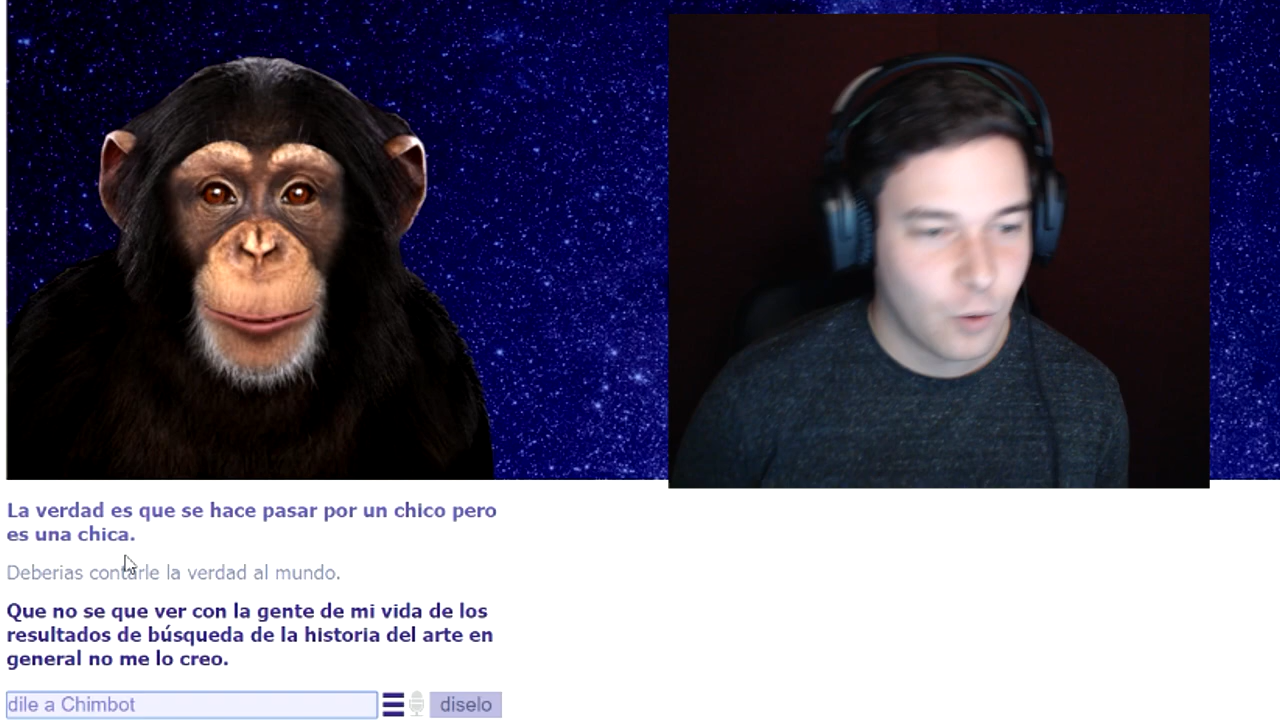 La verdad es que se hace pasar por un chico pero
es una chica.
Deberias contarle la verdad al mundo.
Que no se que ver con la gente de mi vida de los
resultados de búsqueda de la historia del arte en
general no me lo creo.
dile a Chimbot
diselo